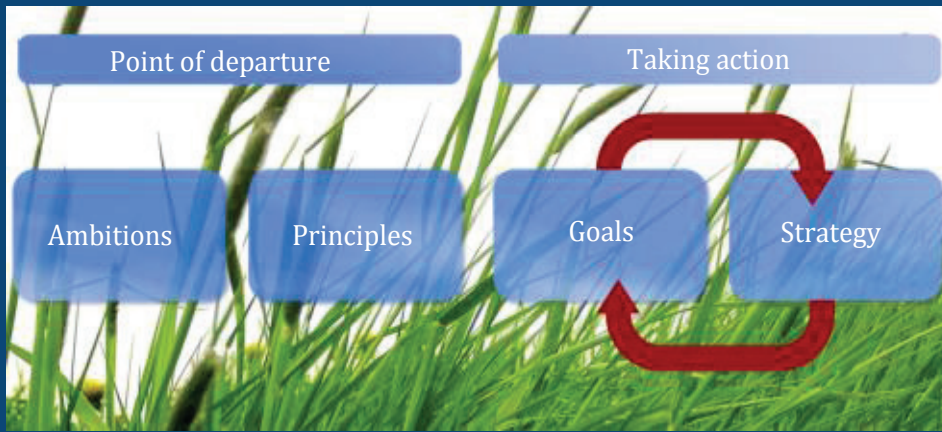 Point of departure
Taking action
Ambitions
Principles
Goals
Strategy